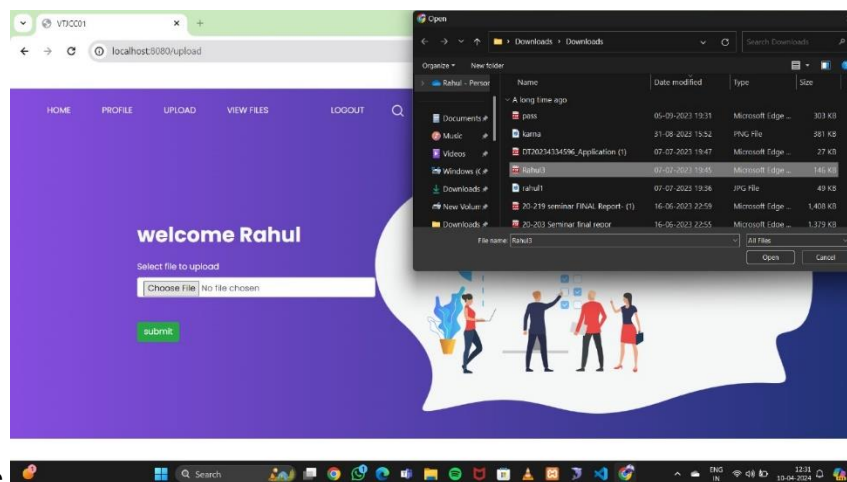 VTJCC01
localhost:8080/upload
HOME PROFILE UPLOAD VIEW FILES LOGOUT
welcome Rahul
Select file to upload
Choose File No file chosen
submit
Open
Downloads › Downloads
Search Downloads
Organize New folder
Rahul - Person
Documents
Music
Videos
Windows (C
Downloads
New Volum
Downloads
Name Date modified Type Size
A long time ago
pass 05-09-2023 19:31 Microsoft Edge ... 303 KB
karna 31-08-2023 15:52 PNG File 381 KB
DT20234334596_Application (1) 07-07-2023 19:47 Microsoft Edge ... 27 KB
Rahul3 07-07-2023 19:45 Microsoft Edge ... 146 KB
rahul1 07-07-2023 19:36 JPG File 49 KB
20-219 seminar FINAL Report- (1) 16-06-2023 22:59 Microsoft Edge ... 1,408 KB
20-203 Seminar final repor 16-06-2023 22:55 Microsoft Edge ... 1,379 KB
File name: Rahul3 All Files
Open Cancel
Search
ENG
IN
12:31
10-04-2024